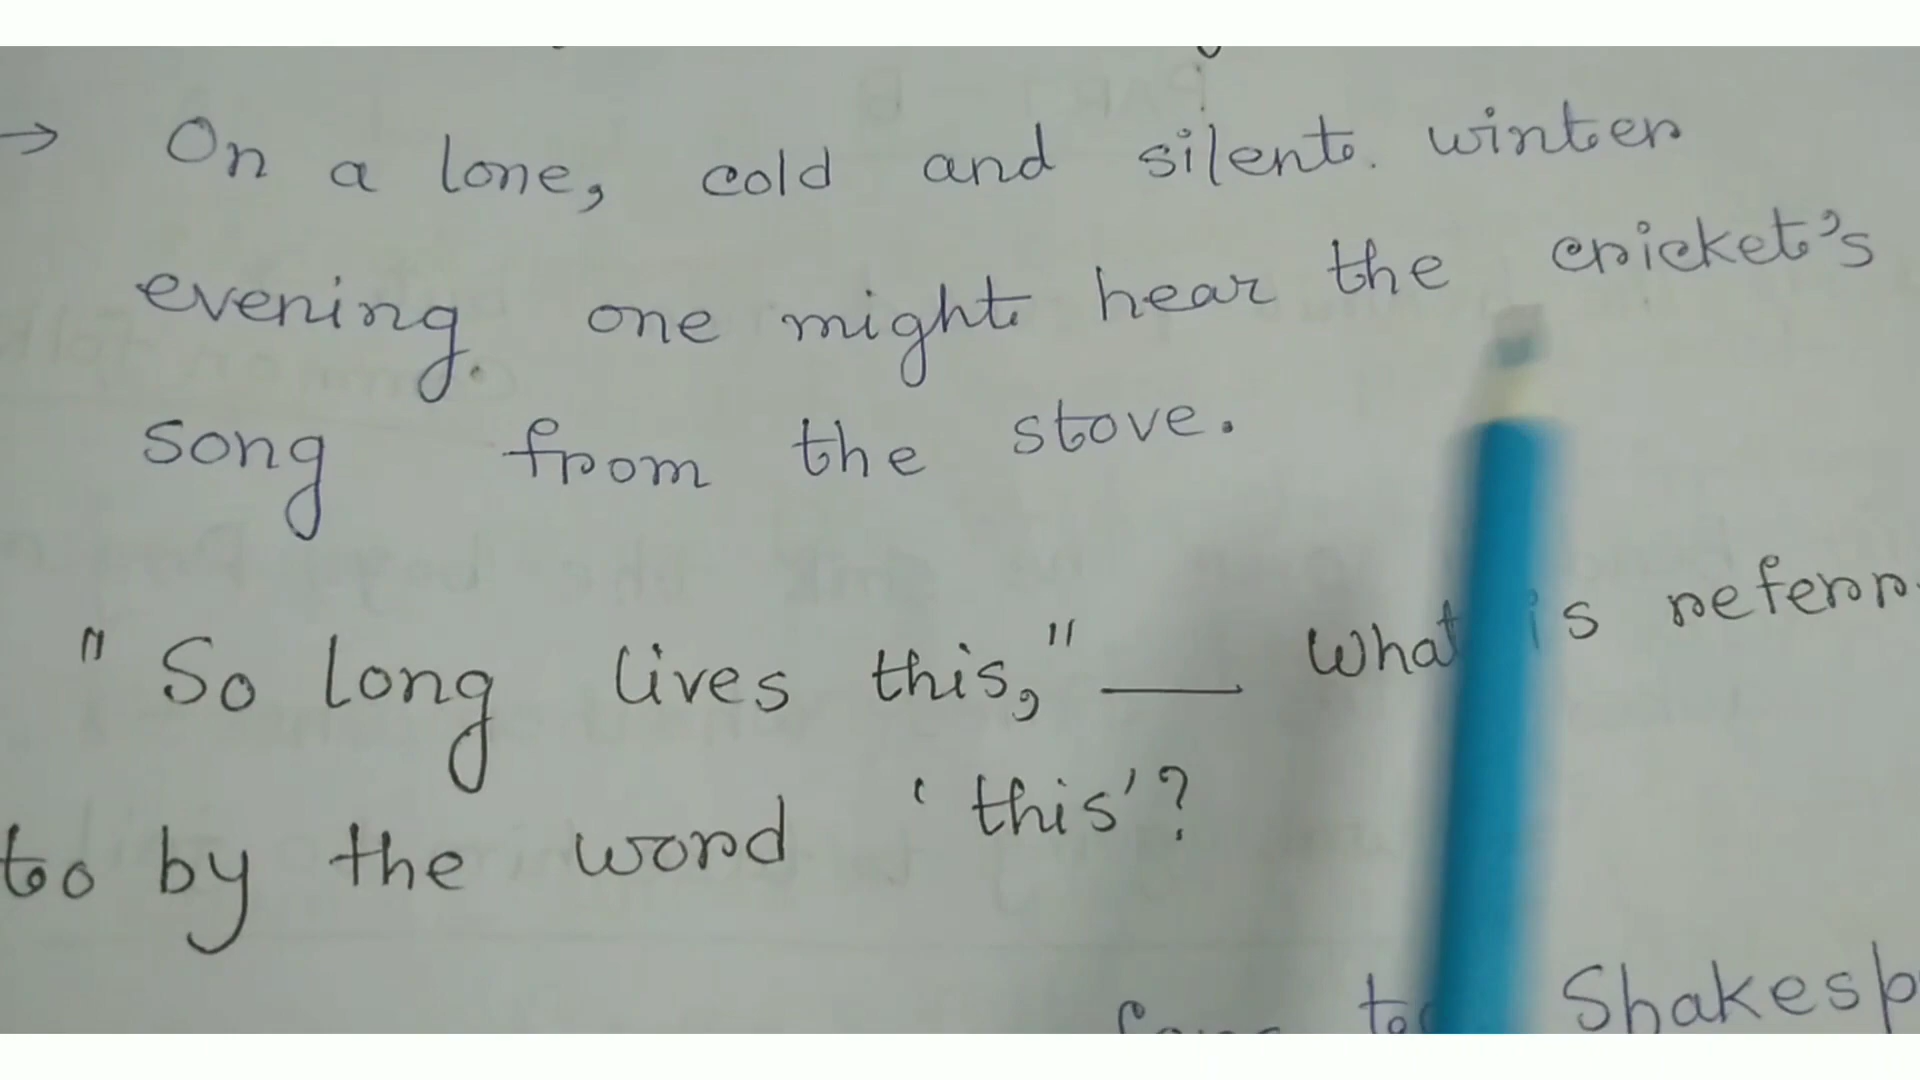 → On a lone, cold and silent. winter
evening. one might hear the cricket's
song from the stove.
" So long lives this," — What is referr
to by the word 'this'?
to Shakesp